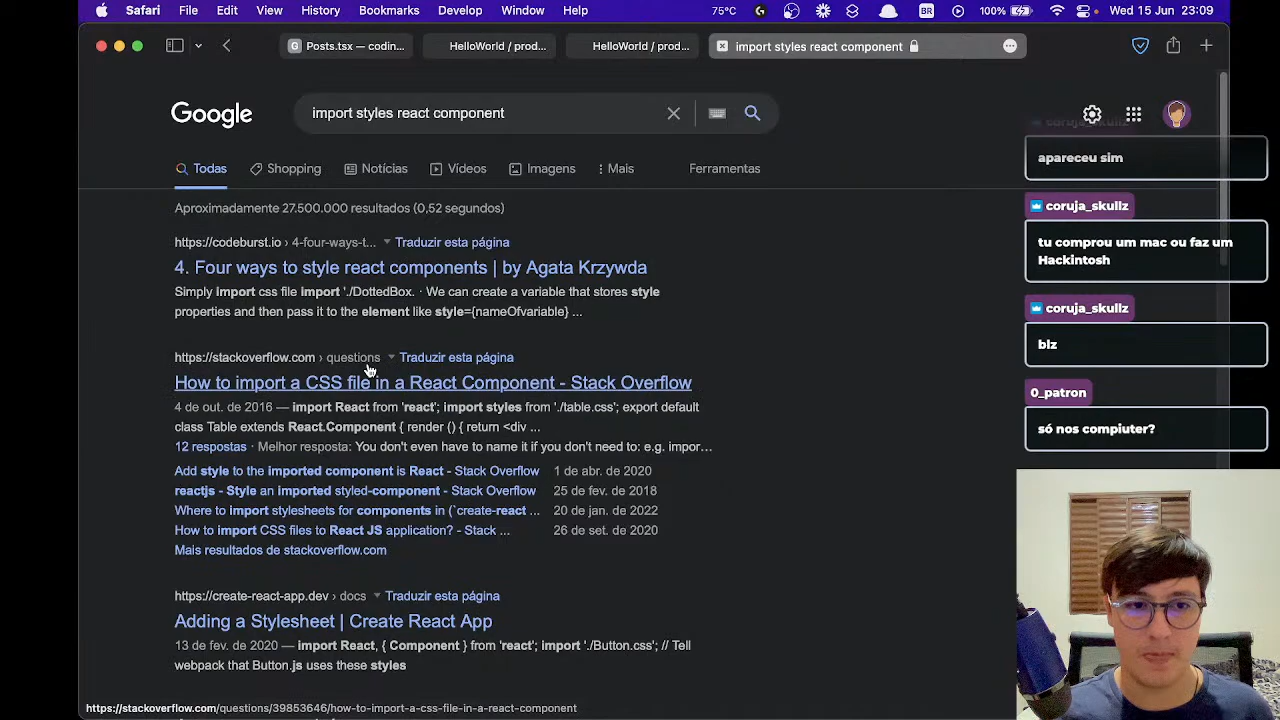 Safari File Edit View History Bookmarks Develop Window Help 75°C BR 100% Wed 15 Jun 23:09
G Posts.tsx — codin... HelloWorld / prod... HelloWorld / prod... import styles react component
Google import styles react component
Todas Shopping Notícias Vídeos Imagens Mais Ferramentas
Aproximadamente 27.500.000 resultados (0,52 segundos)
https://codeburst.io › 4-four-ways-t... Traduzir esta página
4. Four ways to style react components | by Agata Krzywda
Simply import css file import './DottedBox. · We can create a variable that stores style
properties and then pass it to he element like style={nameOfvariable} ...
https://stackoverflow.com › questions Traduzir esta página
How to import a CSS file in a React Component - Stack Overflow
4 de out. de 2016 — import React from 'react'; import styles from './table.css'; export default
class Table extends React.Component { render () { return <div ...
12 respostas · Melhor resposta: You don't even have to name it if you don't need to: e.g. impor...
Add style to the imported component is React - Stack Overflow 1 de abr. de 2020
reactjs - Style an imported styled-component - Stack Overflow 25 de fev. de 2018
Where to import stylesheets for components in (`create-react ... 20 de jan. de 2022
How to import CSS files to React JS application? - Stack ... 26 de set. de 2020
Mais resultados de stackoverflow.com
https://create-react-app.dev › docs Traduzir esta página
Adding a Stylesheet | Create React App
13 de fev. de 2020 — import React, { Component } from 'react'; import './Button.css'; // Tell
webpack that Button.js uses these styles
https://stackoverflow.com/questions/39853646/how-to-import-a-css-file-in-a-react-component
coruja_skullz
apareceu sim
coruja_skullz
tu comprou um mac ou faz um
Hackintosh
coruja_skullz
blz
0_patron
só nos compiuter?